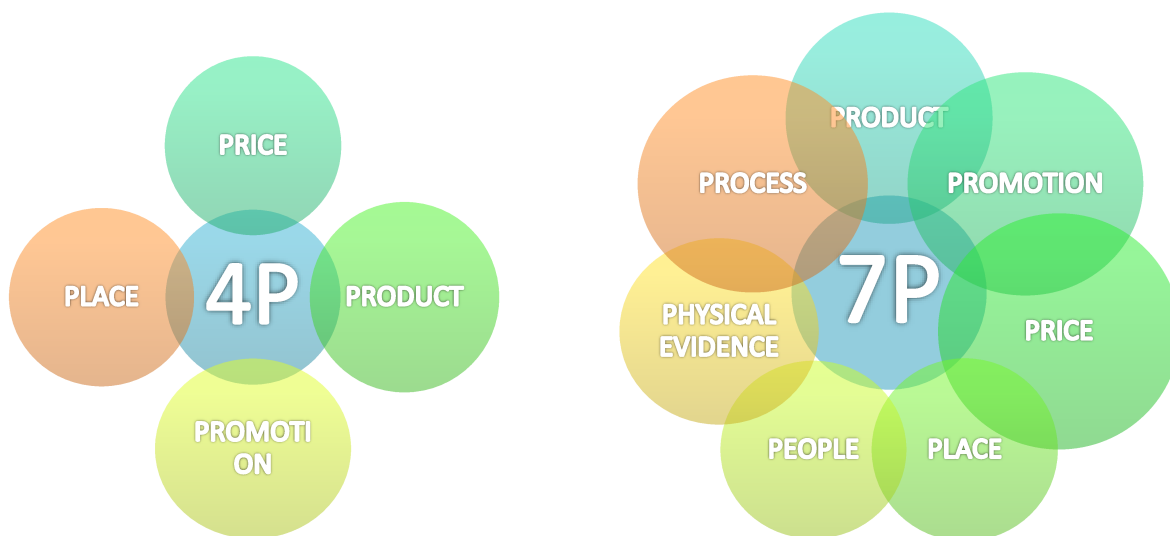 PRICE
PLACE
4P
PRODUCT
PROMOTI
ON
PRODUCT
PROCESS
PROMOTION
7P
PHYSICAL
EVIDENCE
PRICE
PEOPLE
PLACE